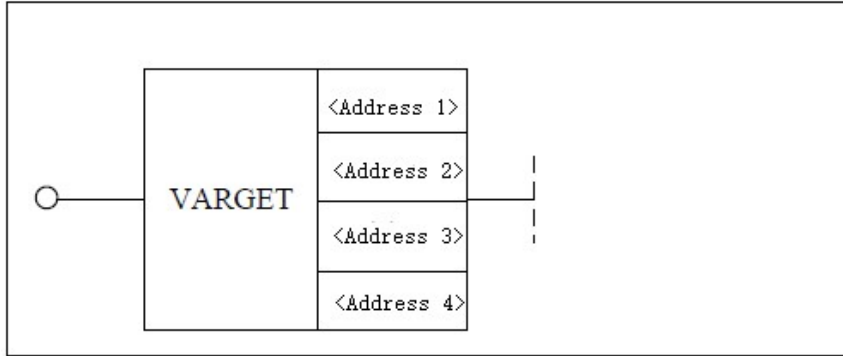 <Address 1>
<Address 2>
VARGET
<Address 3>
<Address 4>